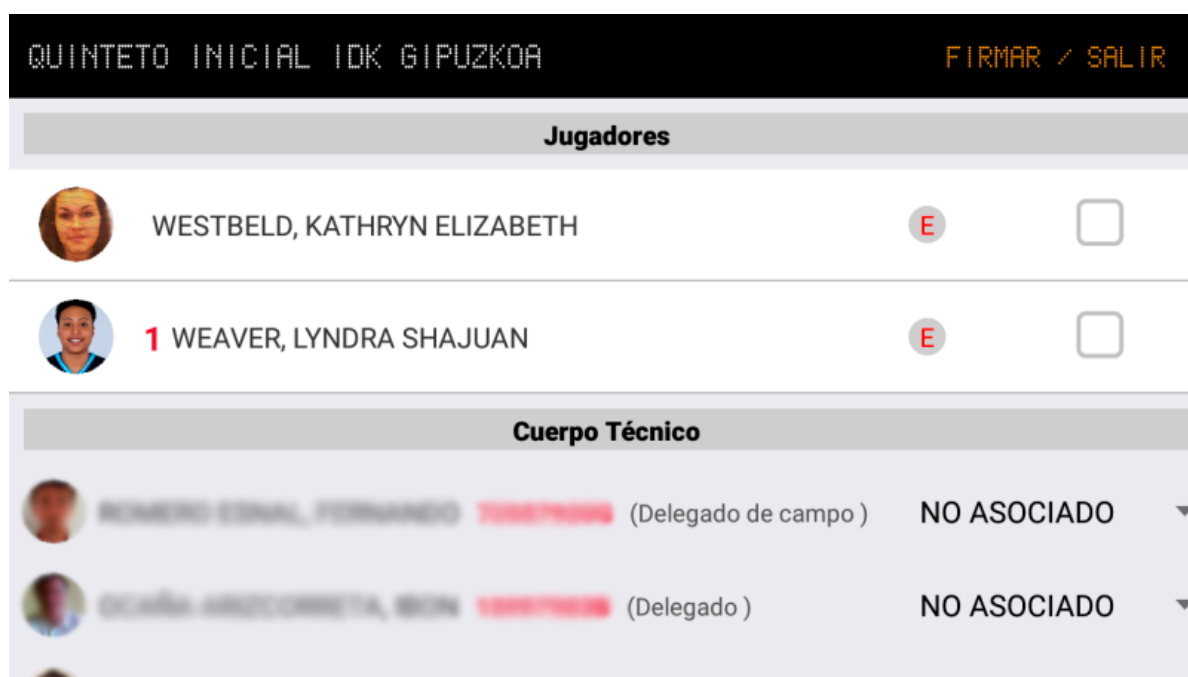 QUINTETO INICIAL IDK GIPUZKOA
FIRMAR / SALIR
Jugadores
WESTBELD, KATHRYN ELIZABETH E
1 WEAVER, LYNDRA SHAJUAN E
Cuerpo Técnico
(Delegado de campo ) NO ASOCIADO
(Delegado ) NO ASOCIADO